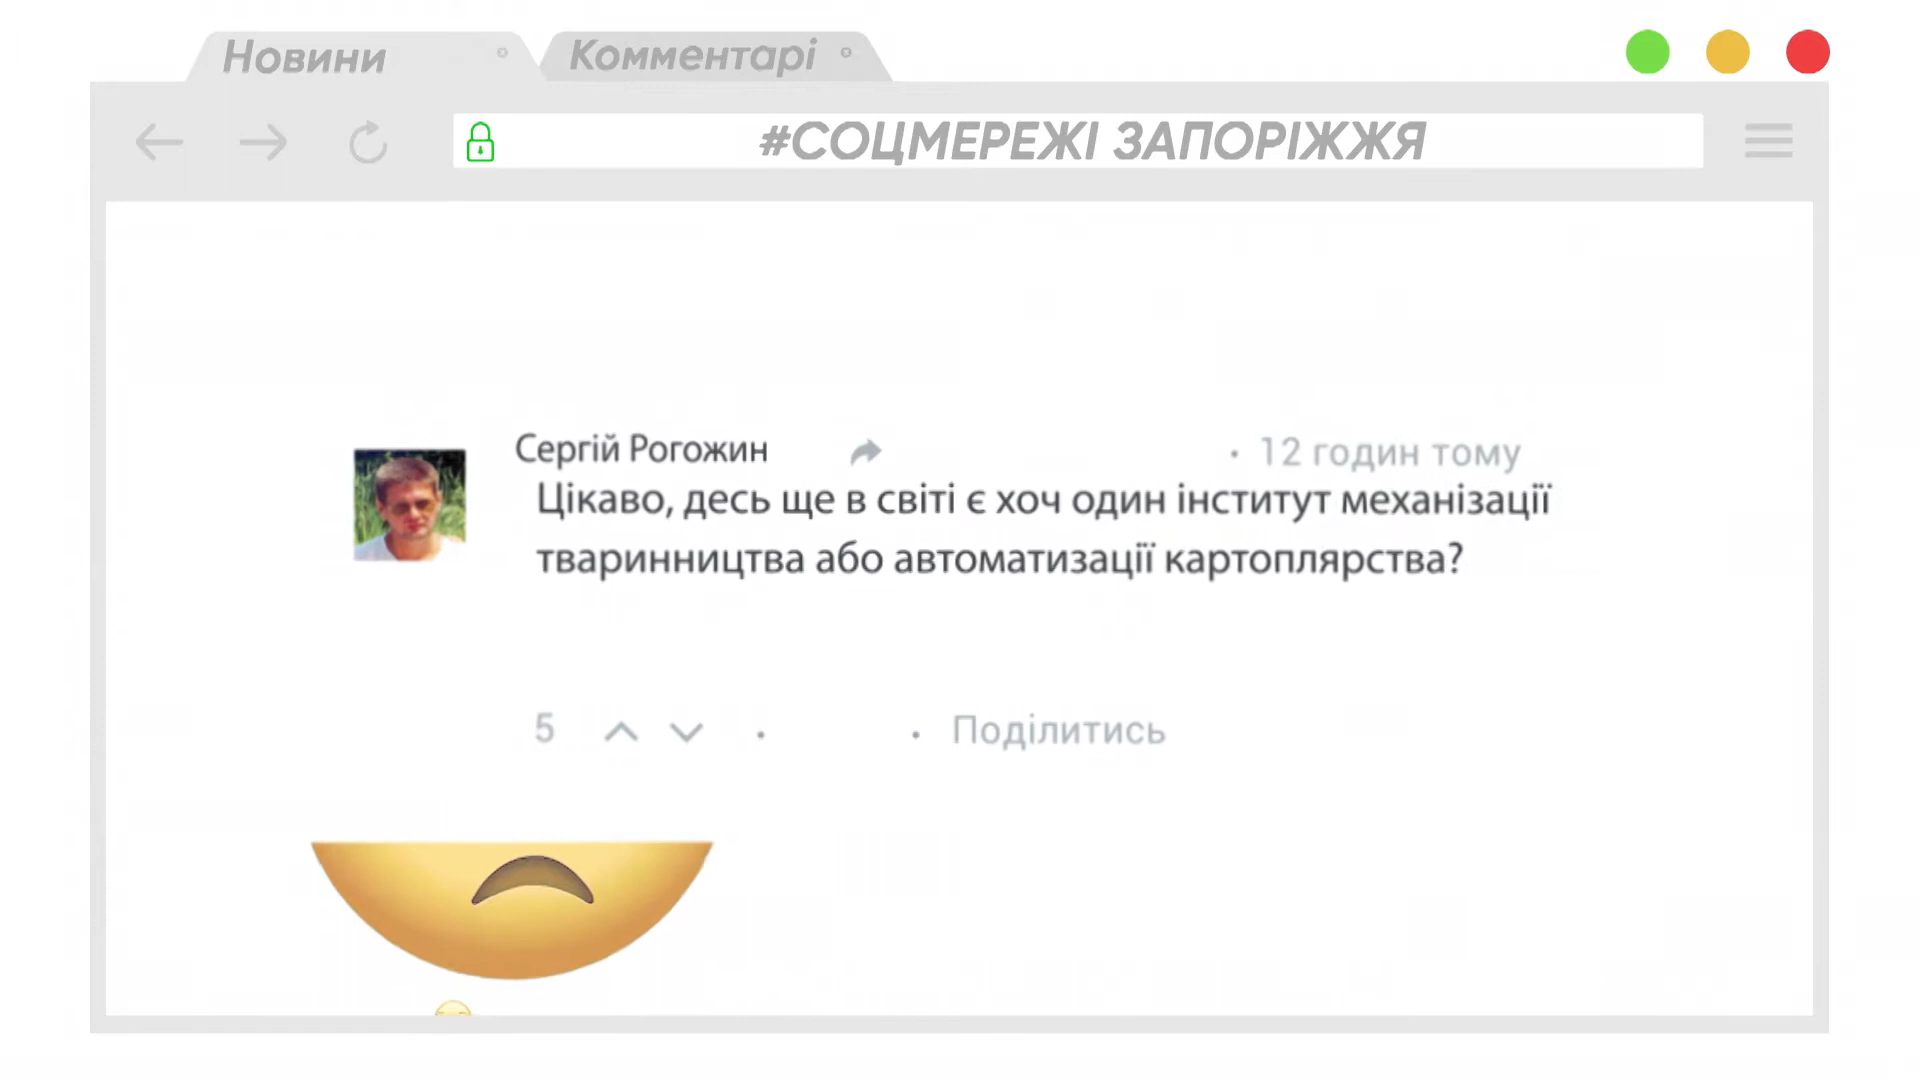 Новини
Комментарі
#СОЦМЕРЕЖІ ЗАПОРІЖЖЯ
Сергій Рогожин
· 12 годин тому
Цікаво, десь ще в світі є хоч один інститут механізації
тваринництва або автоматизації картоплярства?
5 · · Поділитись